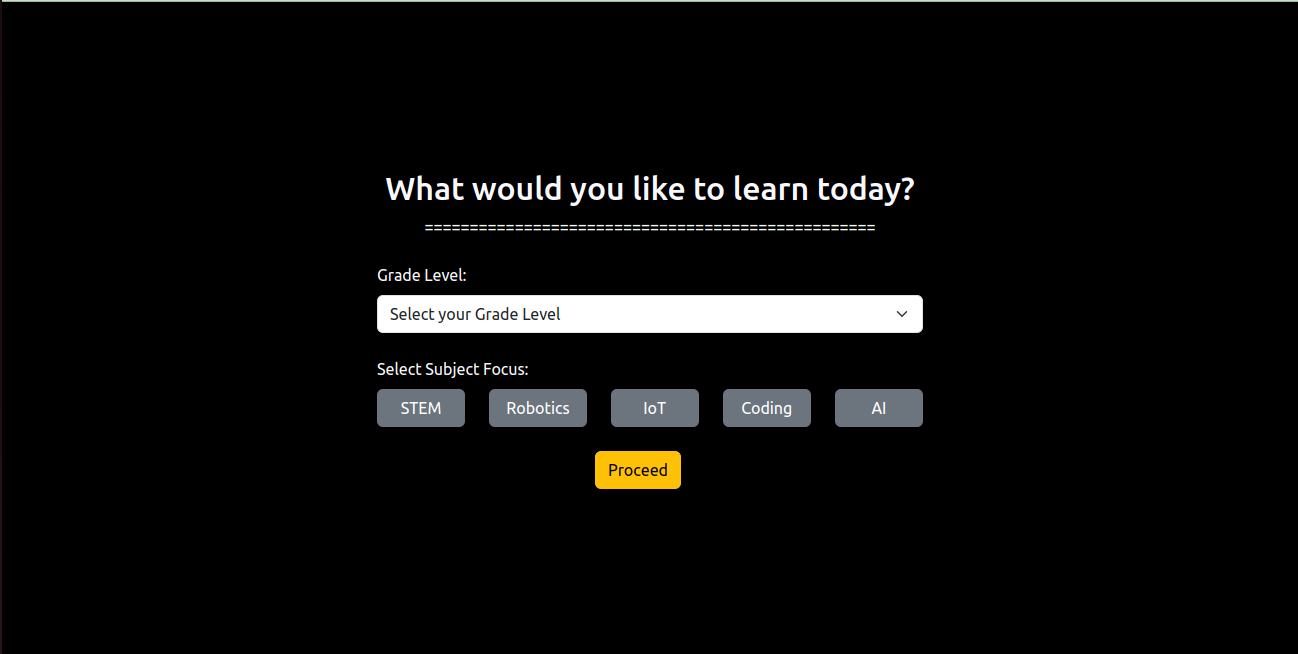 What would you like to learn today?
==================================================
Grade Level:
Select your Grade Level
Select Subject Focus:
STEM Robotics IoT Coding AI
Proceed